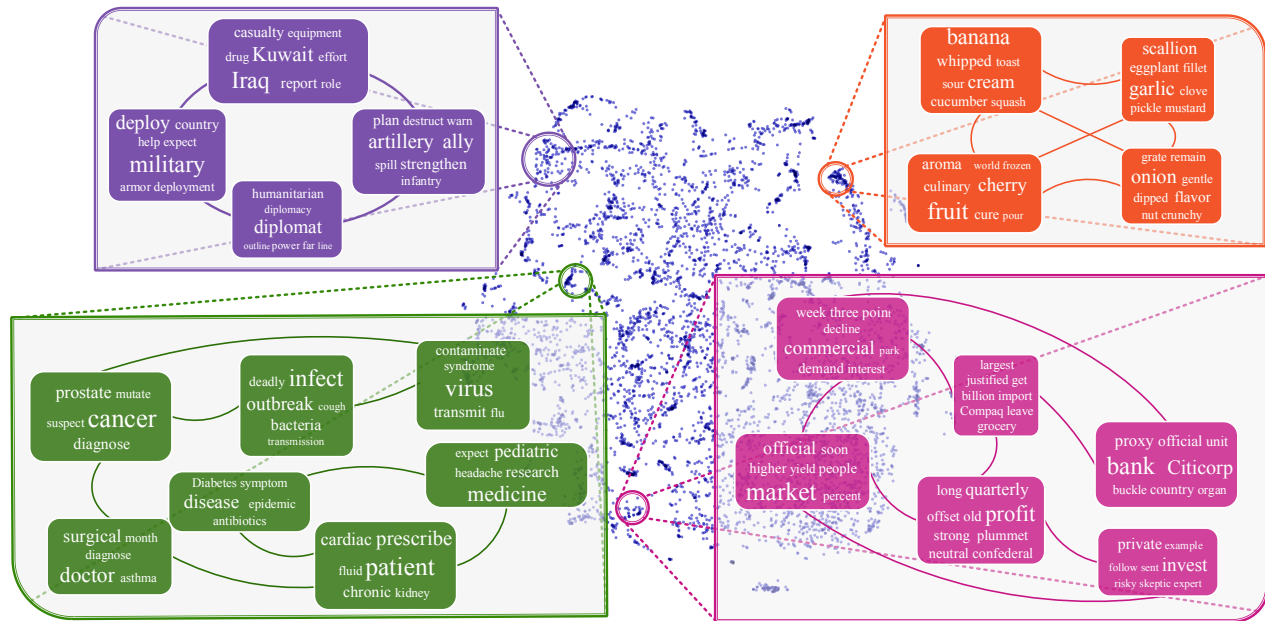 casualty equipment
drug Kuwait effort
Iraq report role
deploy country
help expect
military
armor deployment
plan destruct warn
artillery ally
spill strengthen
infantry
humanitarian
diplomacy
diplomat
outline power far line
banana
whipped toast
sour cream
cucumber squash
scallion
eggplant fillet
garlic clove
pickle mustard
aroma world frozen
culinary cherry
fruit cure pour
grate remain
onion gentle
dipped flavor
nut crunchy
prostate mutate
suspect cancer
diagnose
deadly infect
outbreak cough
bacteria
transmission
contaminate
syndrome
virus
transmit flu
Diabetes symptom
disease epidemic
antibiotics
expect pediatric
headache research
medicine
surgical month
diagnose
doctor asthma
cardiac prescribe
fluid patient
chronic kidney
week three point
decline
commercial park
demand interest
largest
justified get
billion import
Compaq leave
grocery
official soon
higher yield people
market percent
proxy official unit
bank Citicorp
buckle country organ
long quarterly
offset old profit
strong plummet
neutral confederal
private example
follow sent invest
risky skeptic expert